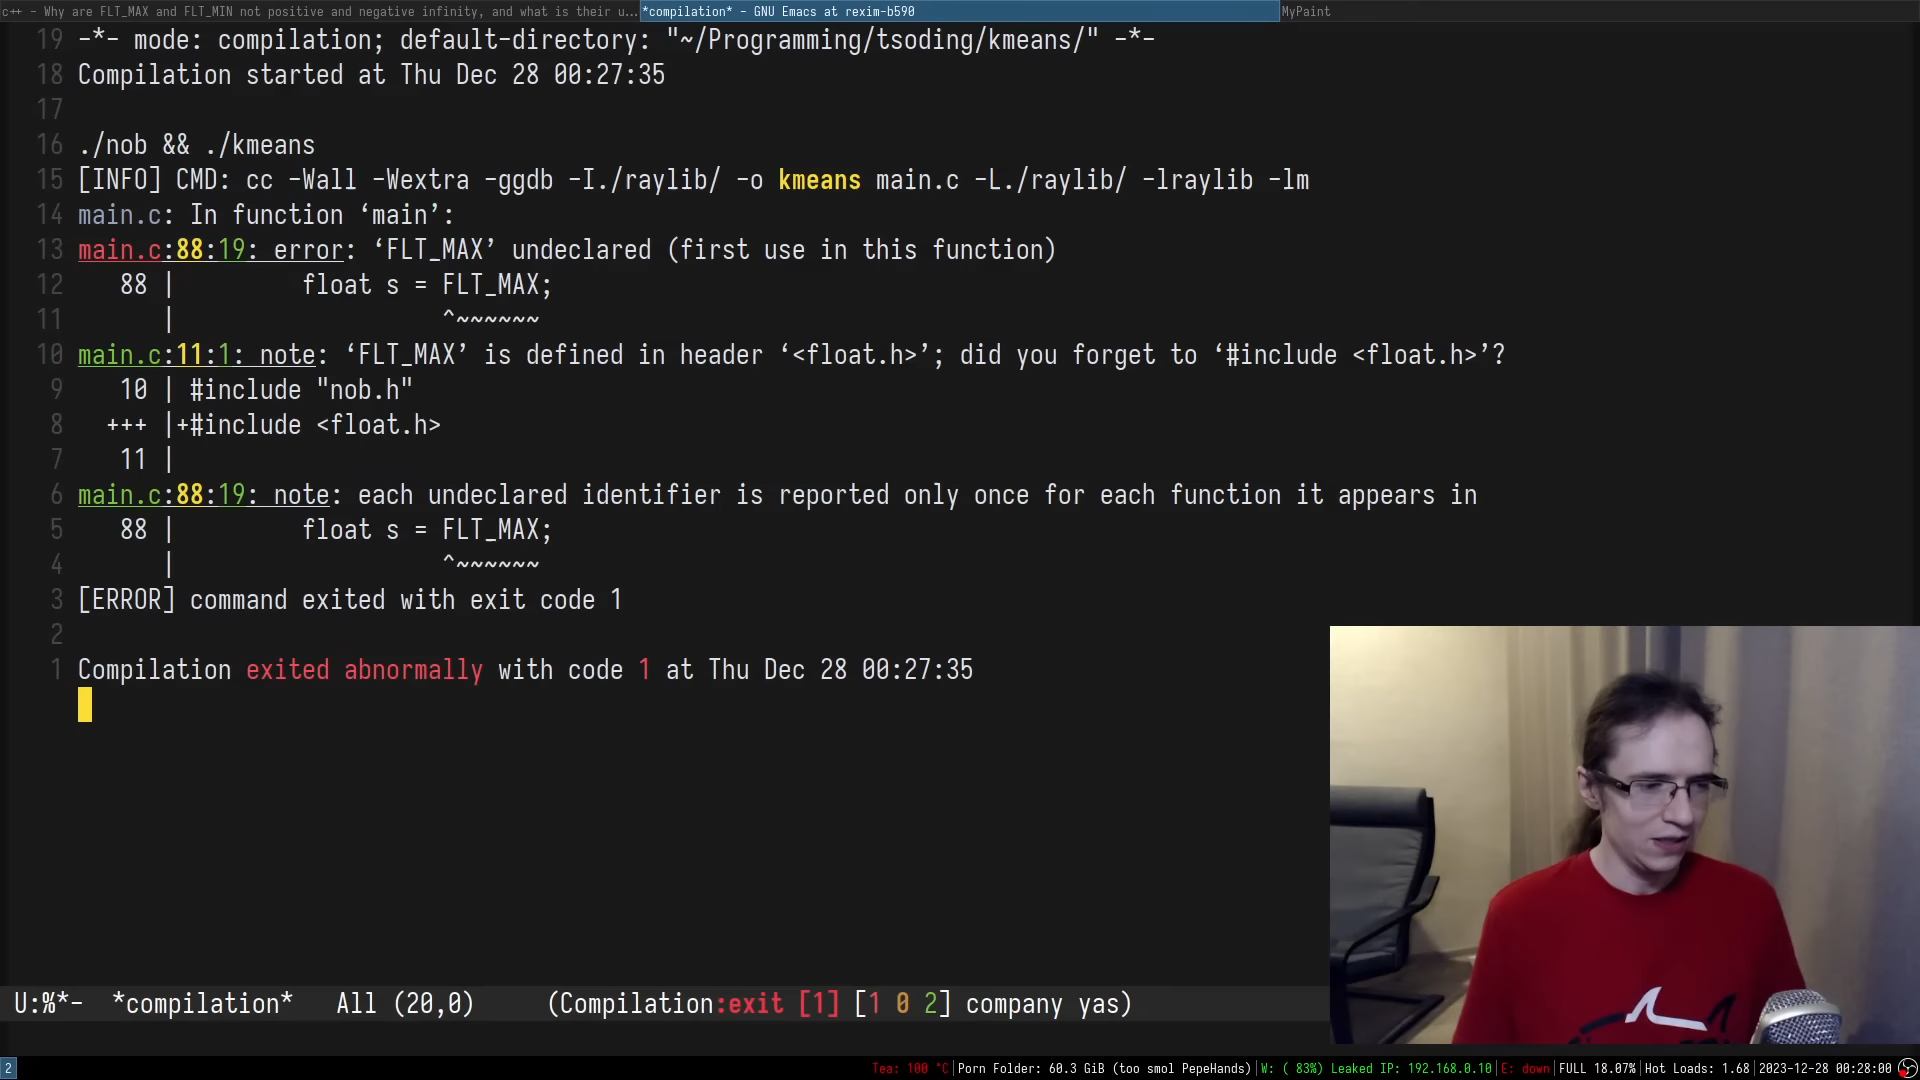 c++ - Why are FLT_MAX and FLT_MIN not positive and negative infinity, and what is their u... *compilation* - GNU Emacs at rexim-b590 MyPaint
19 -*- mode: compilation; default-directory: "~/Programming/tsoding/kmeans/" -*-
18 Compilation started at Thu Dec 28 00:27:35
17
16 ./nob && ./kmeans
15 [INFO] CMD: cc -Wall -Wextra -ggdb -I./raylib/ -o kmeans main.c -L./raylib/ -lraylib -lm
14 main.c: In function ‘main’:
13 main.c:88:19: error: ‘FLT_MAX’ undeclared (first use in this function)
12    88 |         float s = FLT_MAX;
11       |                   ^~~~~~~
10 main.c:11:1: note: ‘FLT_MAX’ is defined in header ‘<float.h>’; did you forget to ‘#include <float.h>’?
9    10 | #include "nob.h"
8   +++ |+#include <float.h>
7    11 |
6 main.c:88:19: note: each undeclared identifier is reported only once for each function it appears in
5    88 |         float s = FLT_MAX;
4       |                   ^~~~~~~
3 [ERROR] command exited with exit code 1
2
1 Compilation exited abnormally with code 1 at Thu Dec 28 00:27:35
U:%*-  *compilation*   All (20,0)     (Compilation:exit [1] [1 0 2] company yas)
2 Tea: 100 °C|Porn Folder: 60.3 GiB (too smol PepeHands)|W: ( 83%) Leaked IP: 192.168.0.10|E: down|FULL 18.07%|Hot Loads: 1.68|2023-12-28 00:28:00